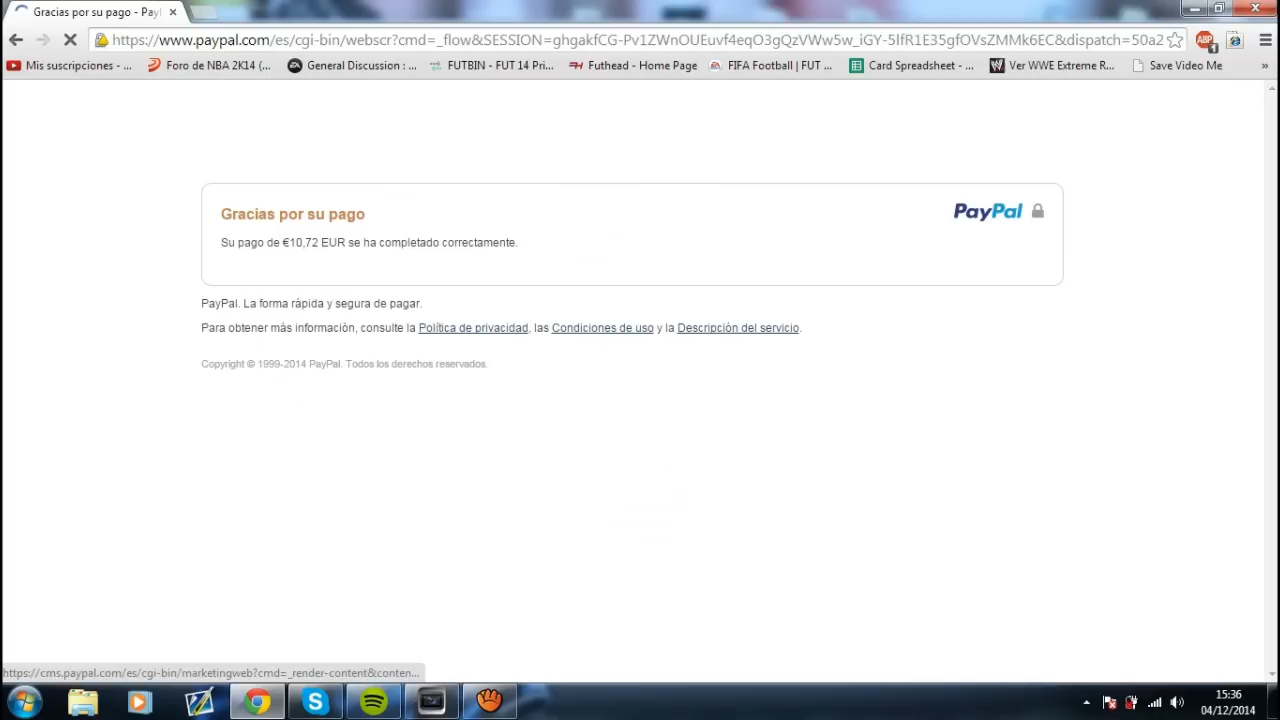 Gracias por su pago - Payl
https://www.paypal.com/es/cgi-bin/webscr?cmd=_flow&SESSION=gngakfCG-Pv1ZWnOUEuvf4eqO3gQzVWw5w_iGY-5IfR1E35gfOVsZMMk6EC&dispatch=50a2
ABP
1
Mis suscripciones - ...
Foro de NBA 2K14 (...
General Discussion : ...
FUTBIN - FUT 14 Pri...
Futhead - Home Page
FIFA Football | FUT ...
Card Spreadsheet - ...
Ver WWE Extreme R...
Save Video Me
»
Gracias por su pago
PayPal
Su pago de €10,72 EUR se ha completado correctamente.
PayPal. La forma rápida y segura de pagar.
Para obtener más información, consulte la Política de privacidad, las Condiciones de uso y la Descripción del servicio.
Copyright © 1999-2014 PayPal. Todos los derechos reservados.
https://cms.paypal.com/es/cgi-bin/marketingweb?cmd=_render-content&conten...
15:36
04/12/2014